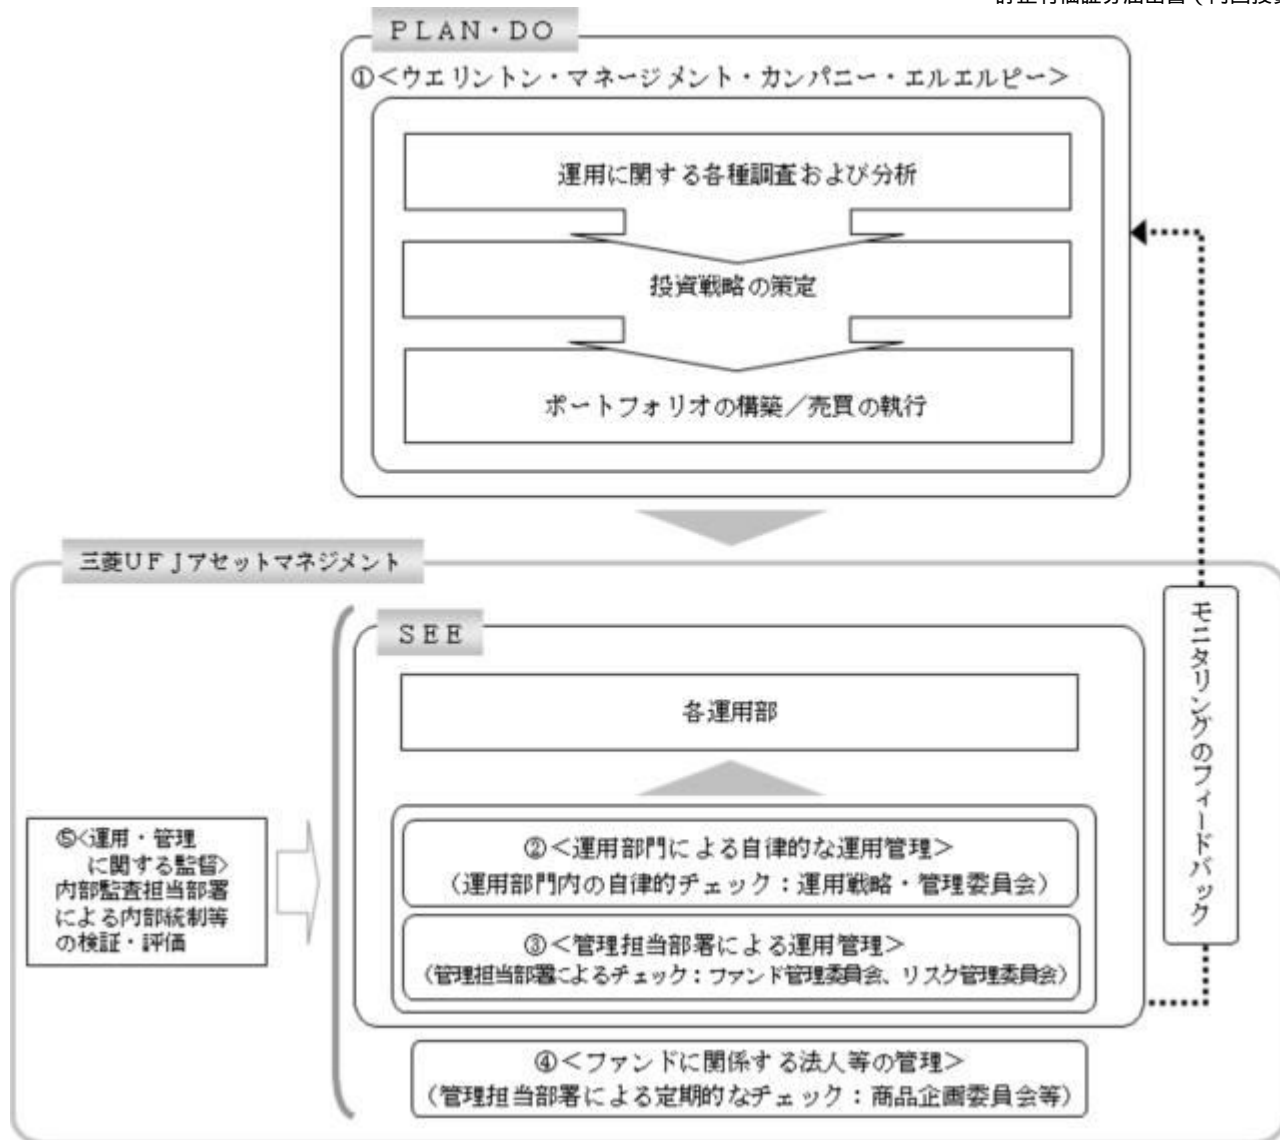 PLAN・DO
①＜ウエリントン・マネージメント・カンパニー・エルエルピー＞
運用に関する各種調査および分析
投資戦略の策定
ポートフォリオの構築／売買の執行
三菱UFJアセットマネジメント
SEE
各運用部
モニタリングのフィードバック
⑤＜運用・管理
に関する監督＞
内部監査担当部署
による内部統制等
の検証・評価
②＜運用部門による自律的な運用管理＞
（運用部門内の自律的チェック：運用戦略・管理委員会）
③＜管理担当部署による運用管理＞
（管理担当部署によるチェック：ファンド管理委員会、リスク管理委員会）
④＜ファンドに関係する法人等の管理＞
（管理担当部署による定期的なチェック：商品企画委員会等）